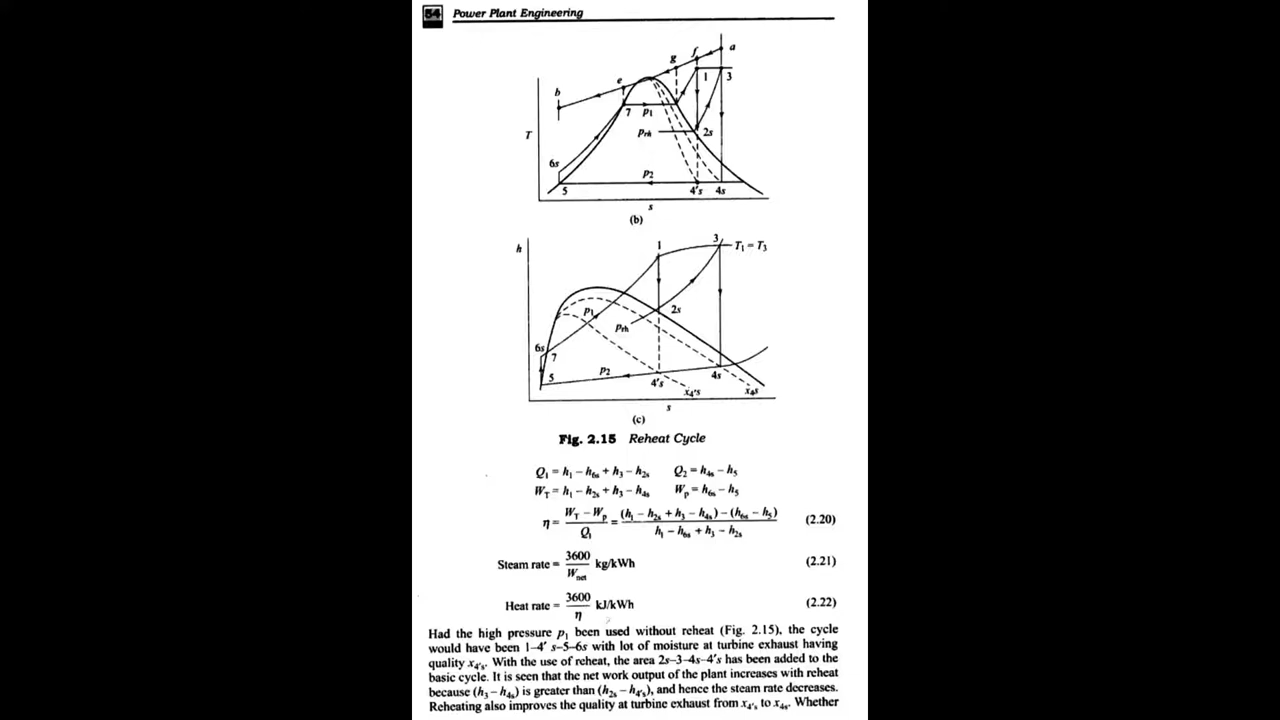 54 Power Plant Engineering
a
f
g
1 3
e
b
7 p1
T
prh 2s
6s
p2
5 4's 4s
s
(b)
h
1 3 T1 = T3
p1 2s
prh
6s 7
5 p2
4's 4s
x4's x4s
s
(c)
Fig. 2.15 Reheat Cycle
Q1 = h1 – h6s + h3 – h2s Q2 = h4s – h5
WT = h1 – h2s + h3 – h4s Wp = h6s – h5
η = (WT – Wp)/Q1 = ((h1 – h2s + h3 – h4s) – (h6s – h5))/(h1 – h6s + h3 – h2s) (2.20)
Steam rate = 3600/Wnet kg/kWh (2.21)
Heat rate = 3600/η kJ/kWh (2.22)
Had the high pressure p1 been used without reheat (Fig. 2.15), the cycle
would have been 1–4' s–5–6s with lot of moisture at turbine exhaust having
quality x4's. With the use of reheat, the area 2s–3–4s–4's has been added to the
basic cycle. It is seen that the net work output of the plant increases with reheat
because (h3 – h4s) is greater than (h2s – h4's), and hence the steam rate decreases.
Reheating also improves the quality at turbine exhaust from x4's to x4s. Whether